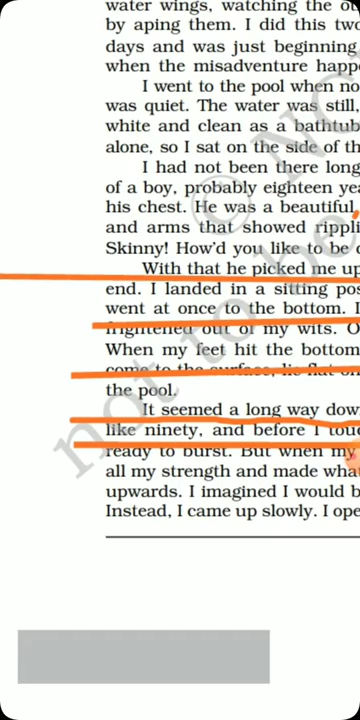 water wings, watching the ot
by aping them. I did this two
days and was just beginning
when the misadventure happe
I went to the pool when no
was quiet. The water was still,
white and clean as a bathtub
alone, so I sat on the side of th
I had not been there long
of a boy, probably eighteen yea
his chest. He was a beautiful
and arms that showed rippli
Skinny! How'd you like to be d
With that he picked me up
end. I landed in a sitting pos
went at once to the bottom. I
frightened out of my wits. O
When my feet hit the bottom
come to the surface, lie flat on
the pool.
It seemed a long way down
like ninety, and before I touc
ready to burst. But when my
all my strength and made what
upwards. I imagined I would b
Instead, I came up slowly. I ope
© NC
not to be